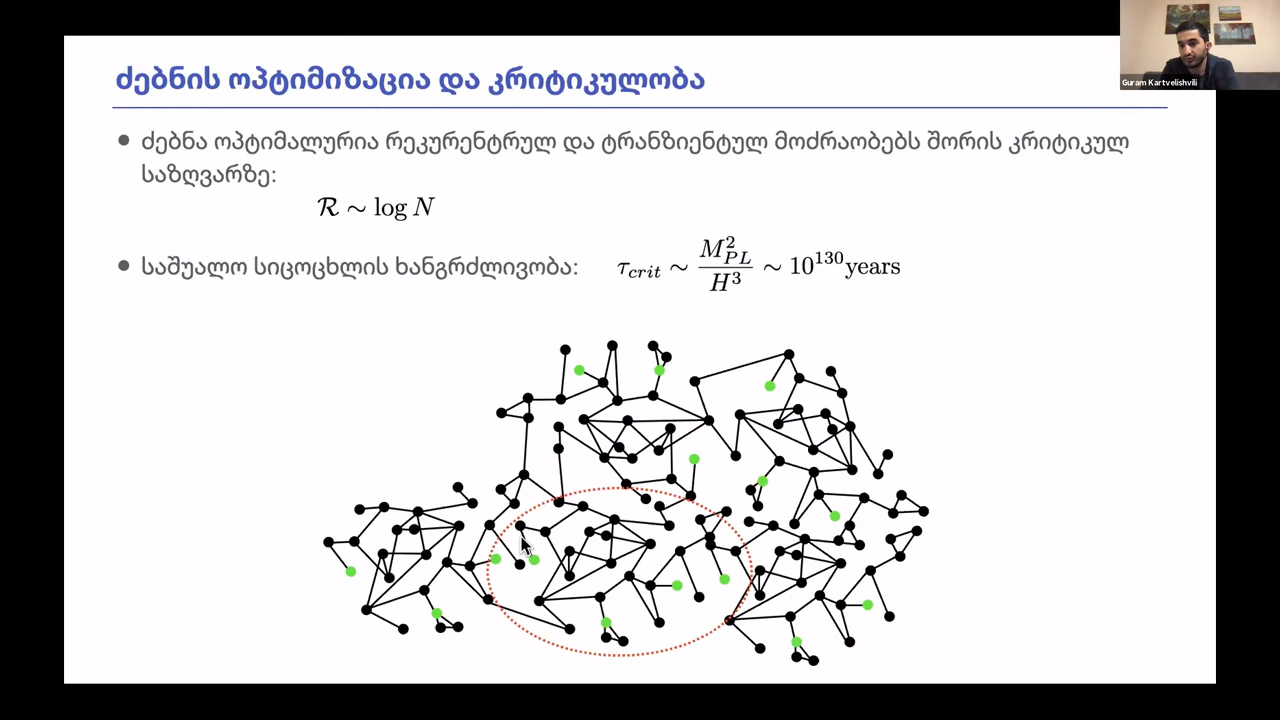 ძებნის ოპტიმიზაცია და კრიტიკულობა
Guram Kartvelishvili
● ძებნა ოპტიმალურია რეკურენტრულ და ტრანზიენტულ მოძრაობებს შორის კრიტიკულ
საზღვარზე:
ℛ ∼ log N
● საშუალო სიცოცხლის ხანგრძლივობა: τ_crit ∼ M_PL^2 / H^3 ∼ 10^130 years